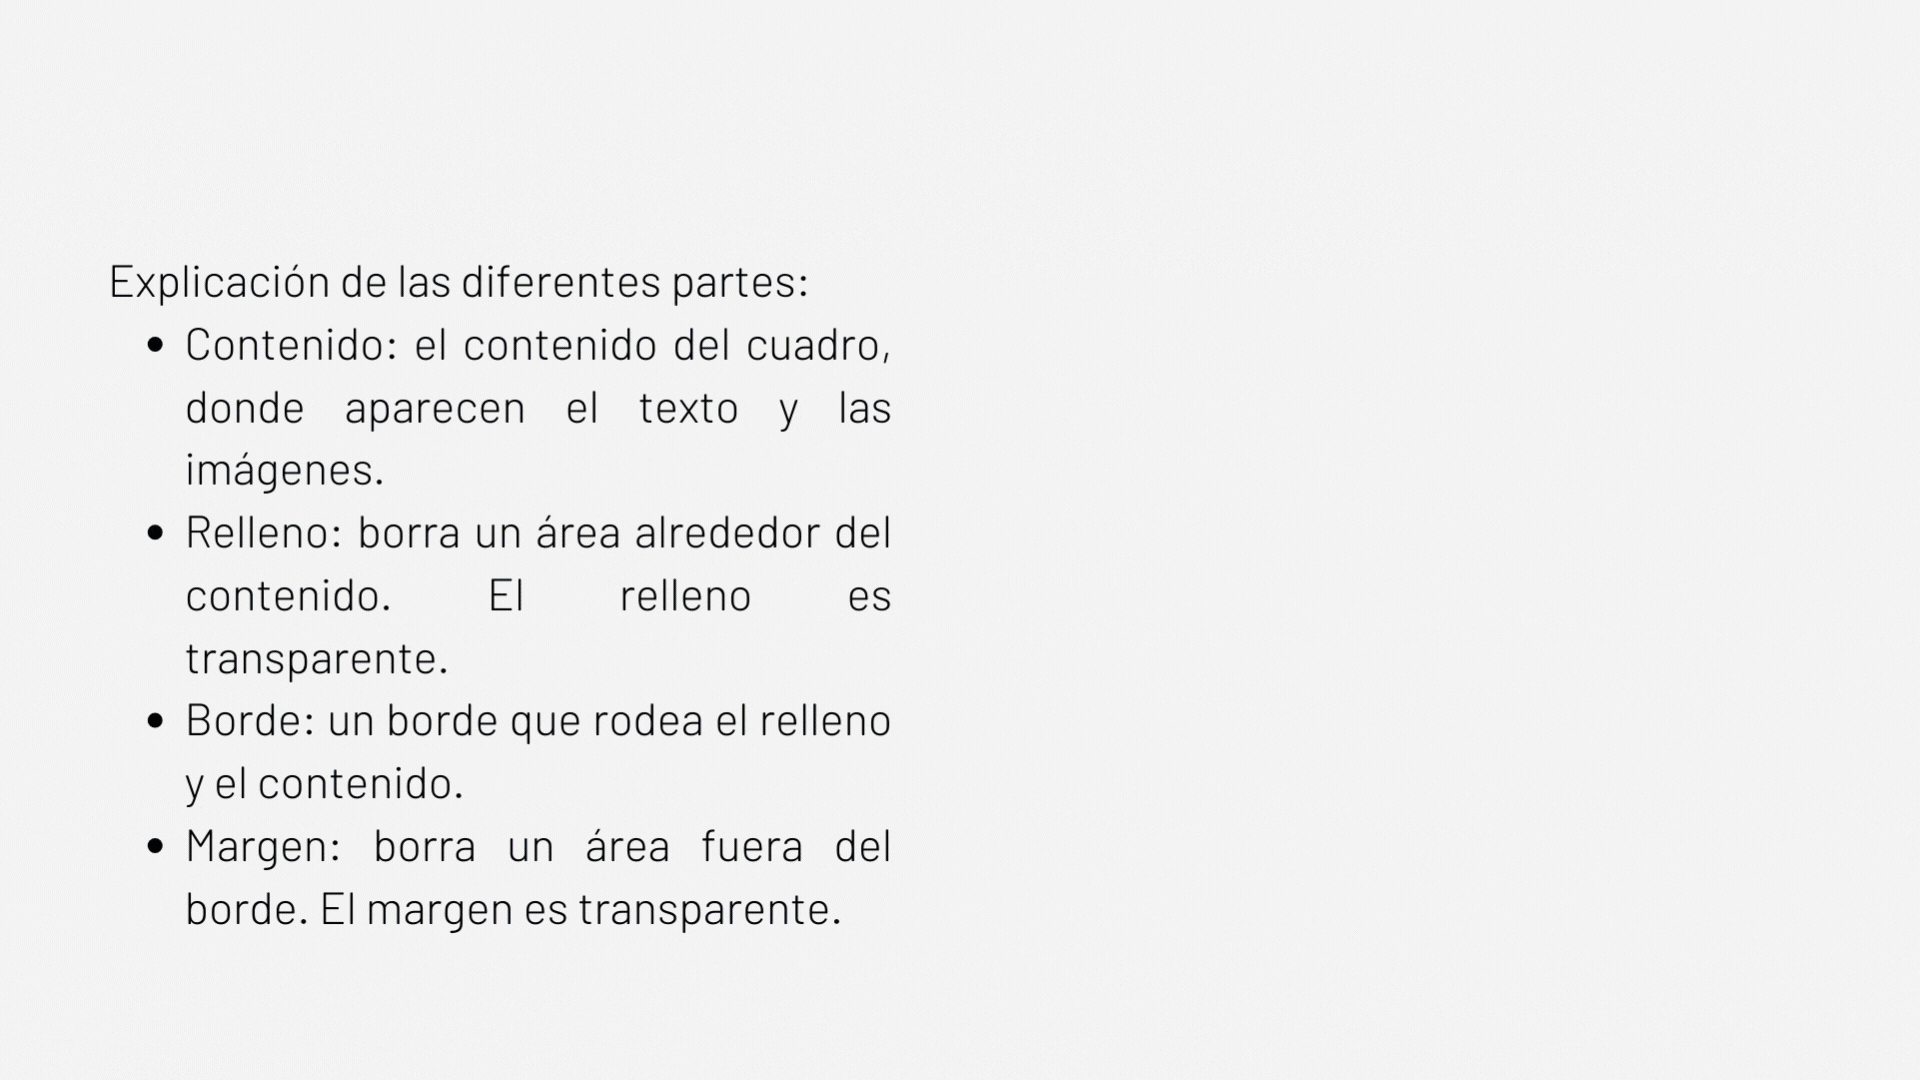 Explicación de las diferentes partes:
• Contenido: el contenido del cuadro,
donde aparecen el texto y las
imágenes.
• Relleno: borra un área alrededor del
contenido. El relleno es
transparente.
• Borde: un borde que rodea el relleno
y el contenido.
• Margen: borra un área fuera del
borde. El margen es transparente.